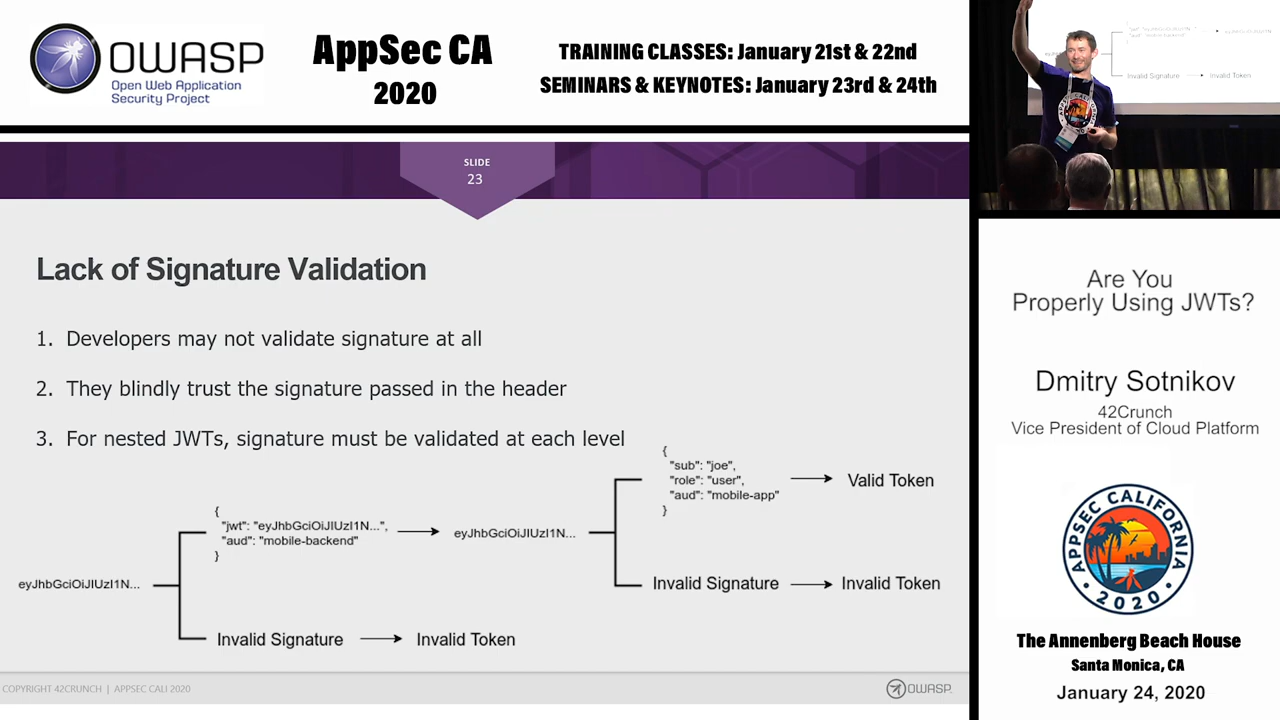 OWASP
Open Web Application
Security Project
AppSec CA
2020
TRAINING CLASSES: January 21st & 22nd
SEMINARS & KEYNOTES: January 23rd & 24th
SLIDE
23
Lack of Signature Validation
1. Developers may not validate signature at all
2. They blindly trust the signature passed in the header
3. For nested JWTs, signature must be validated at each level
{
"sub": "joe",
"role": "user",
"aud": "mobile-app"
}
Valid Token
{
"jwt": "eyJhbGciOiJIUzI1N...",
"aud": "mobile-backend"
}
eyJhbGciOiJIUzI1N...
eyJhbGciOiJIUzI1N...
Invalid Signature
Invalid Token
Invalid Signature
Invalid Token
COPYRIGHT 42CRUNCH | APPSEC CALI 2020
OWASP
Invalid Signature
Invalid Token
Are You
Properly Using JWTs?
Dmitry Sotnikov
42Crunch
Vice President of Cloud Platform
APPSEC CALIFORNIA
2020
The Annenberg Beach House
Santa Monica, CA
January 24, 2020